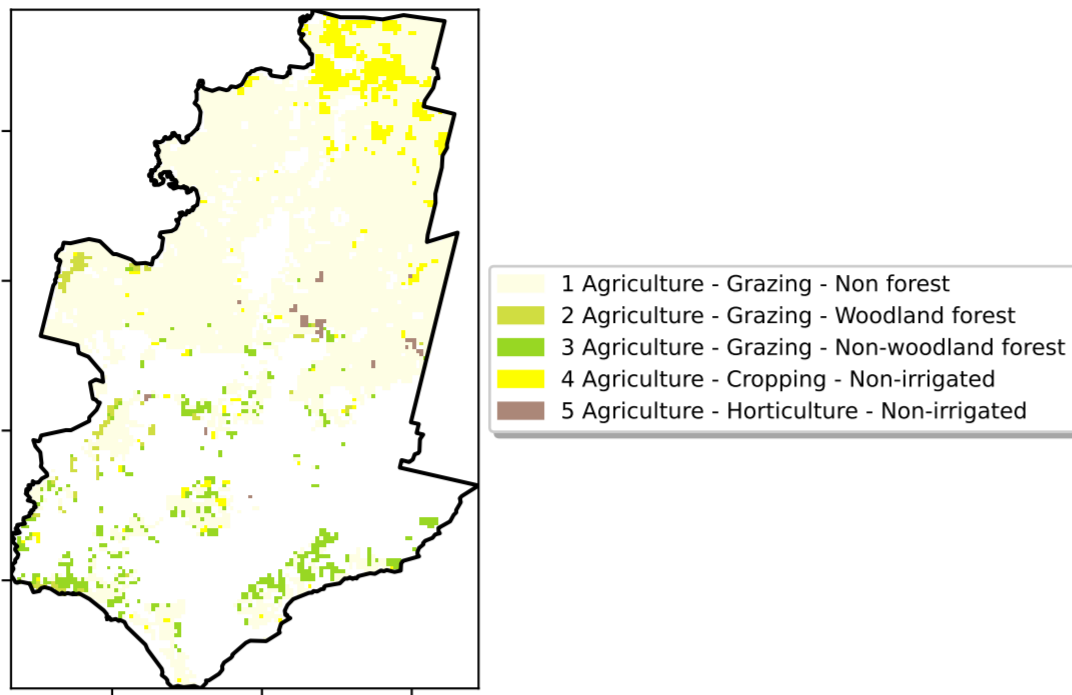 1 Agriculture - Grazing - Non forest
2 Agriculture - Grazing - Woodland forest
3 Agriculture - Grazing - Non-woodland forest
4 Agriculture - Cropping - Non-irrigated
5 Agriculture - Horticulture - Non-irrigated